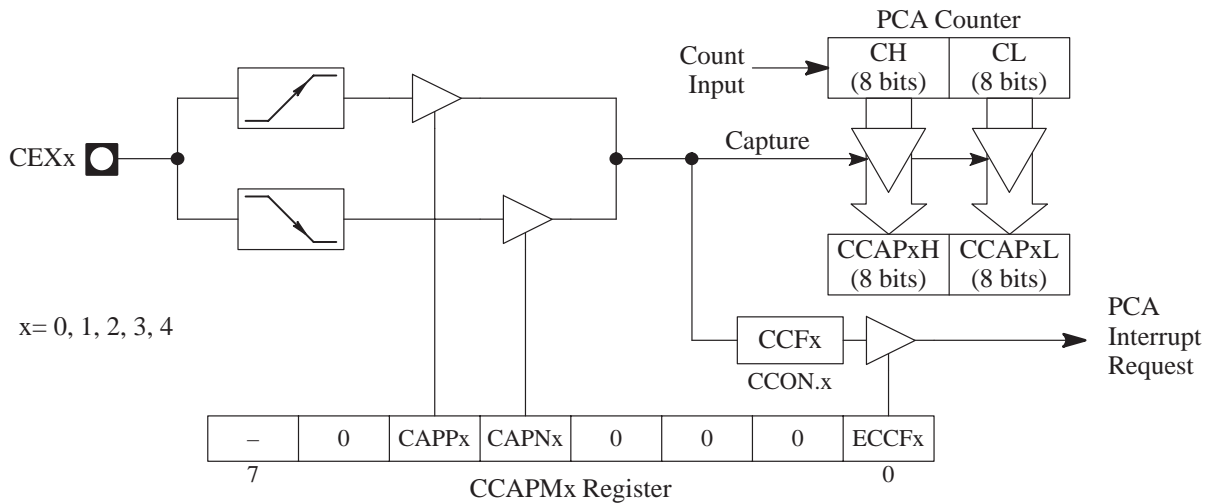 PCA Counter
Count
Input
CH
(8 bits)
CL
(8 bits)
CEXx
Capture
CCAPxH
(8 bits)
CCAPxL
(8 bits)
x= 0, 1, 2, 3, 4
CCFx
CCON.x
PCA
Interrupt
Request
– 0 CAPPx CAPNx 0 0 0 ECCFx
7 0
CCAPMx Register